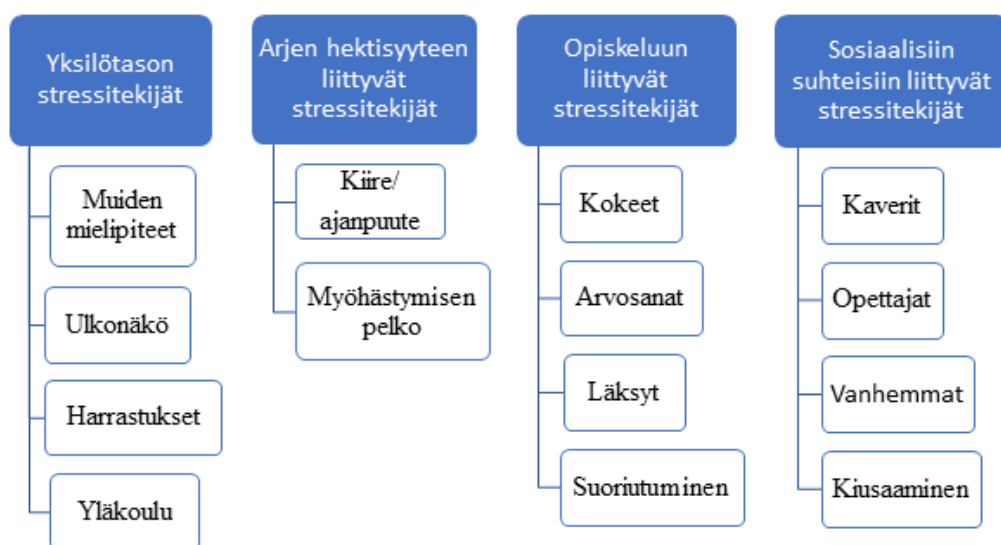 Yksilötason
stressitekijät
Muiden
mielipiteet
Ulkonäkö
Harrastukset
Yläkoulu
Arjen hektisyyteen
liittyvät
stressitekijät
Kiire/
ajanpuute
Myöhästymisen
pelko
Opiskeluun
liittyvät
stressitekijät
Kokeet
Arvosanat
Läksyt
Suoriutuminen
Sosiaalisiin
suhteisiin liittyvät
stressitekijät
Kaverit
Opettajat
Vanhemmat
Kiusaaminen